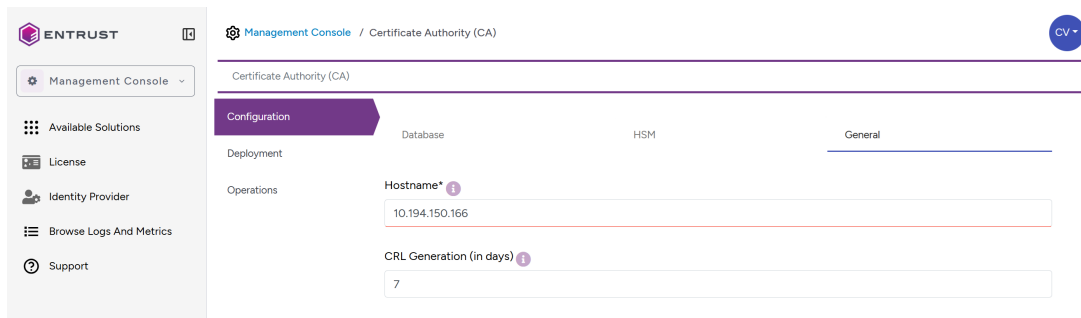 ENTRUST
Management Console / Certificate Authority (CA)
CV
Management Console
Certificate Authority (CA)
Available Solutions
License
Identity Provider
Browse Logs And Metrics
Support
Configuration
Deployment
Operations
Database HSM General
Hostname*
10.194.150.166
CRL Generation (in days)
7